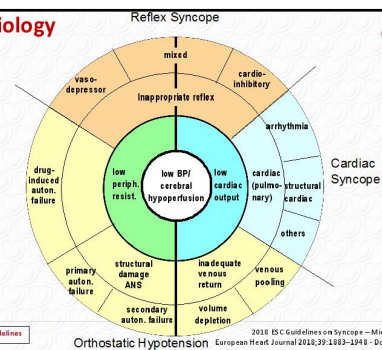 iology
Reflex Syncope
mixed
vaso-
depressor
cardio-
inhibitory
Inappropriate reflex
arrhythmia
drug-
induced
auton.
failure
low
periph.
resist.
low BP/
cerebral
hypoperfusion
low
cardiac
output
cardiac
(pulmo-
nary)
structural
cardiac
Cardiac
Syncope
others
structural
damage
ANS
inadequate
venous
return
primary
auton.
failure
venous
pooling
secondary
auton. failure
volume
depletion
delines
2018 ESC Guidelines on Syncope – Mi
Orthostatic Hypotension
European Heart Journal 2018;39:1883–1948 - Do